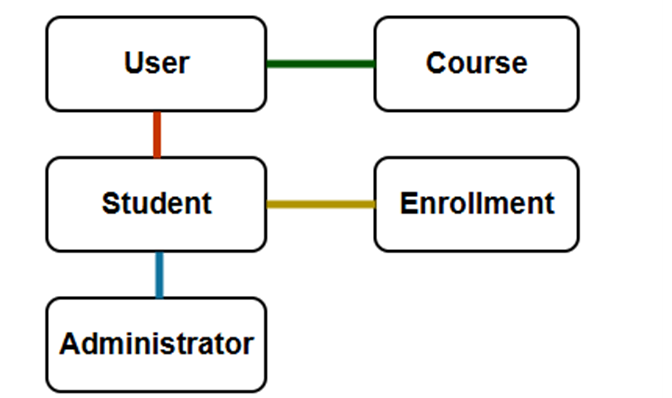 User
Course
Student
Enrollment
Administrator